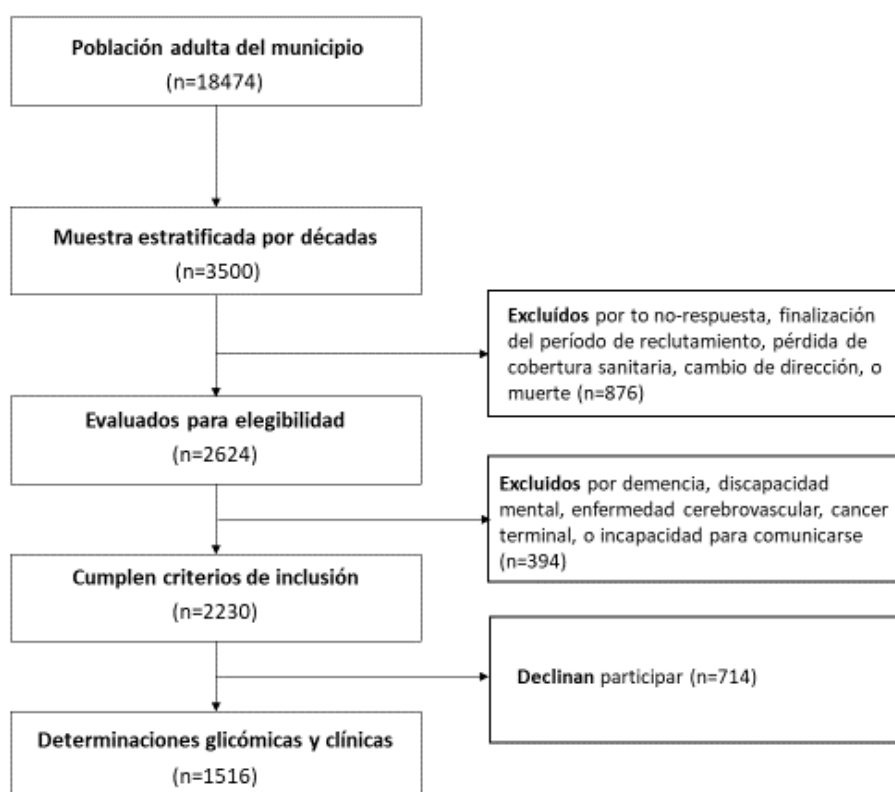 Población adulta del municipio
(n=18474)
Muestra estratificada por décadas
(n=3500)
Excluídos por to no-respuesta, finalización
del período de reclutamiento, pérdida de
cobertura sanitaria, cambio de dirección, o
muerte (n=876)
Evaluados para elegibilidad
(n=2624)
Excluidos por demencia, discapacidad
mental, enfermedad cerebrovascular, cancer
terminal, o incapacidad para comunicarse
(n=394)
Cumplen criterios de inclusión
(n=2230)
Declinan participar (n=714)
Determinaciones glicómicas y clínicas
(n=1516)